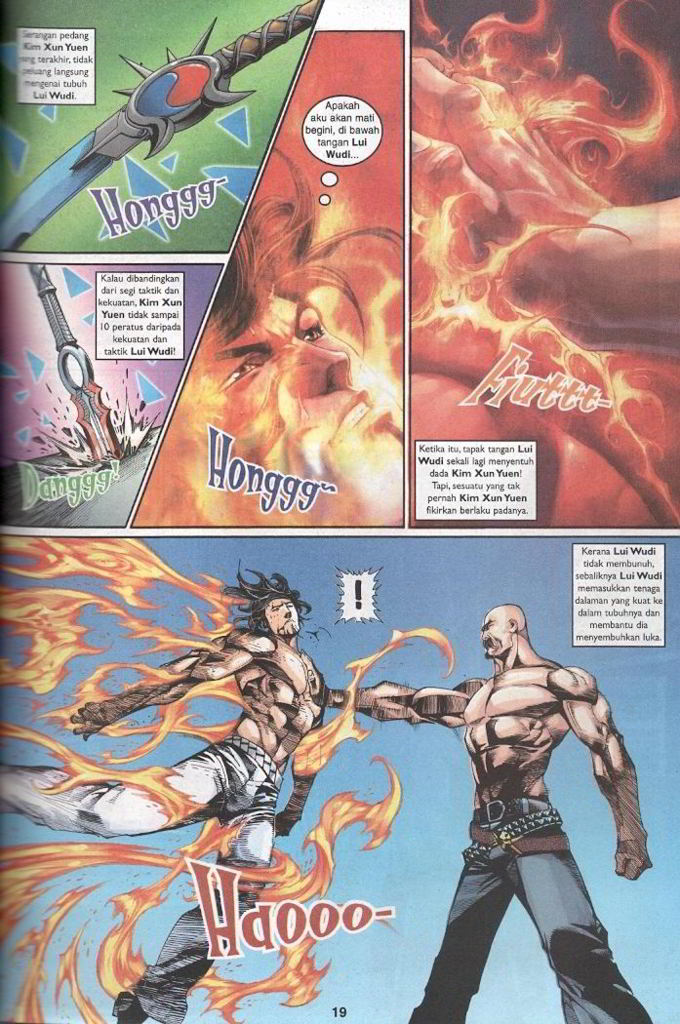 Serangan pedang
Kim Xun Yuen
yang terakhir, tidak
peluang langsung
mengenai tubuh
Lui Wudi.
Honggg-
Kalau dibandingkan
dari segi taktik dan
kekuatan, Kim Xun
Yuen tidak sampai
10 peratus daripada
kekuatan dan
taktik Lui Wudi!
Danggg!
Apakah
aku akan mati
begini, di bawah
tangan Lui
Wudi...
Honggg~
Fiuttt-
Ketika itu, tapak tangan Lui
Wudi sekali lagi menyentuh
dada Kim Xun Yuen!
Tapi, sesuatu yang tak
pernah Kim Xun Yuen
fikirkan berlaku padanya.
Kerana Lui Wudi
tidak membunuh,
sebaliknya Lui Wudi
memasukkan tenaga
dalaman yang kuat ke
dalam tubuhnya dan
membantu dia
menyembuhkan luka.
!
Haooo-
19